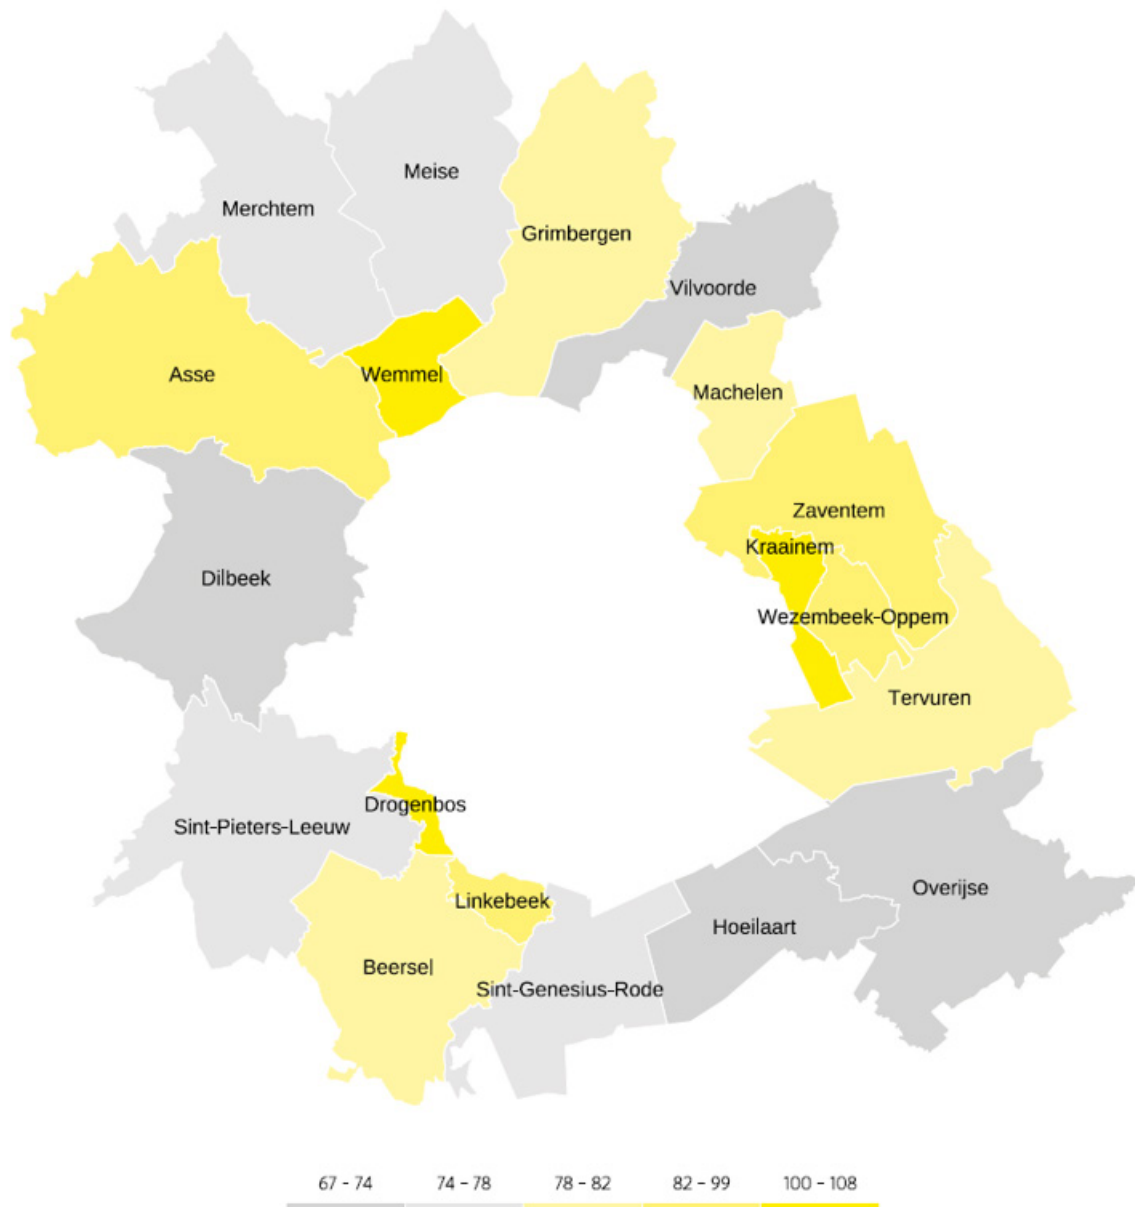 Meise
Merchtem
Grimbergen
Vilvoorde
Asse
Wemmel
Machelen
Zaventem
Kraainem
Dilbeek
Wezembeek-Oppem
Tervuren
Drogenbos
Sint-Pieters-Leeuw
Overijse
Linkebeek
Hoeilaart
Beersel
Sint-Genesius-Rode
67 - 74 74 - 78 78 - 82 82 - 99 100 - 108